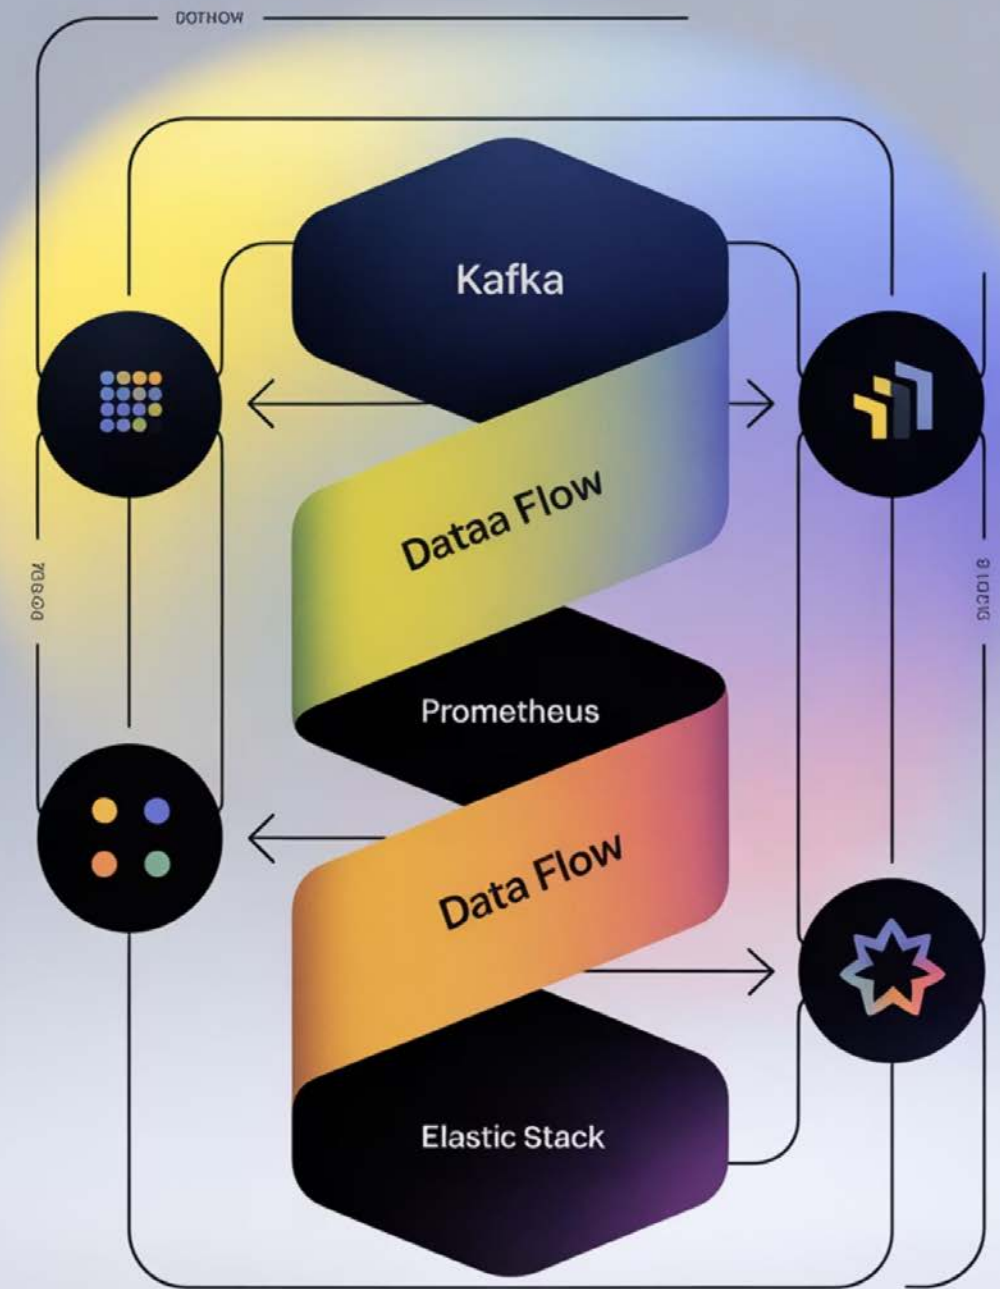 DOTHOW
Kafka
Dataa Flow
Prometheus
Data Flow
Elastic Stack